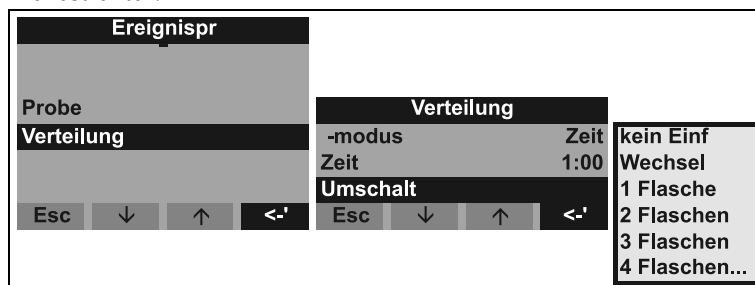 Ereignispr
Probe
Verteilung
Esc ↓ ↑ <-'
Verteilung
-modus Zeit
Zeit 1:00
Umschalt
Esc ↓ ↑ <-'
kein Einf
Wechsel
1 Flasche
2 Flaschen
3 Flaschen
4 Flaschen...